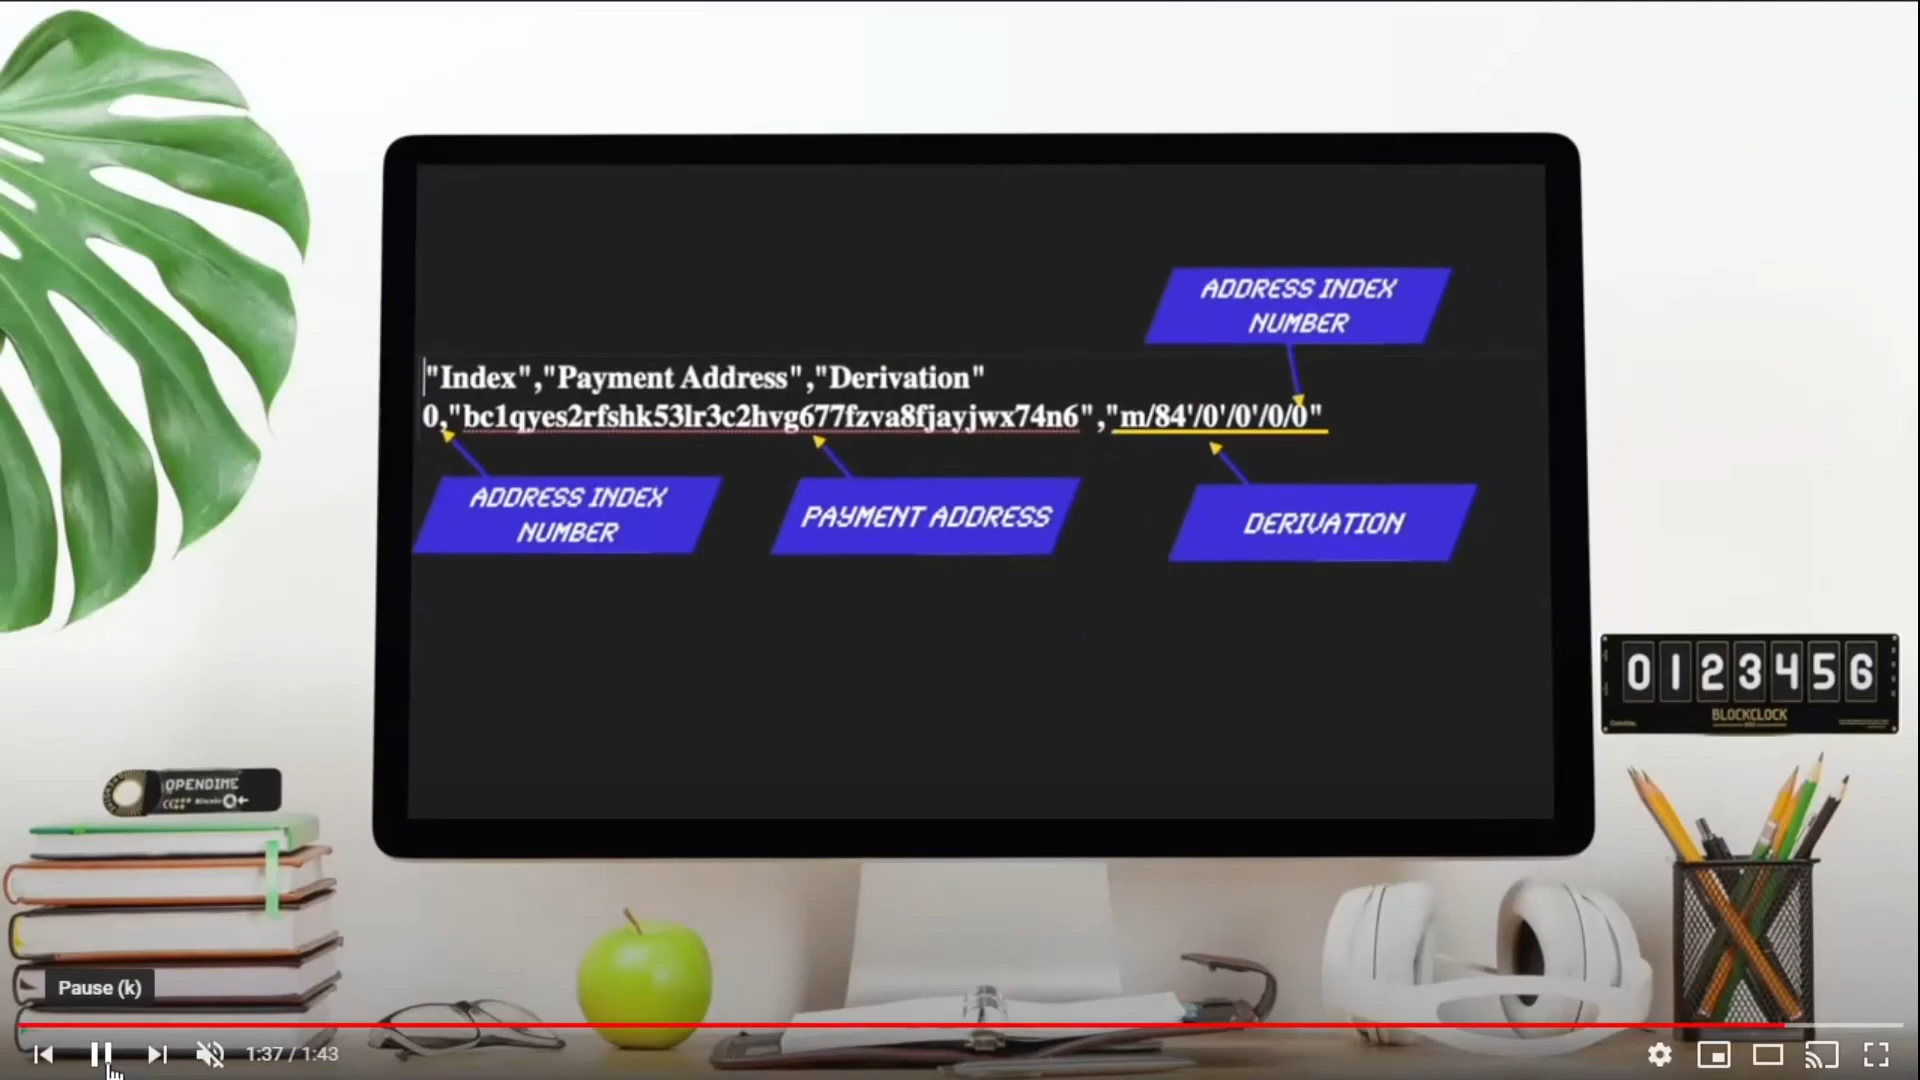 ADDRESS INDEX
NUMBER
"Index","Payment Address","Derivation"
0,"bc1qyes2rfshk53lr3c2hvg677fzva8fjayjwx74n6","m/84'/0'/0'/0/0"
ADDRESS INDEX
NUMBER
PAYMENT ADDRESS
DERIVATION
0123456
BLOCKCLOCK
OPENDIME
Pause (k)
1:37 / 1:43